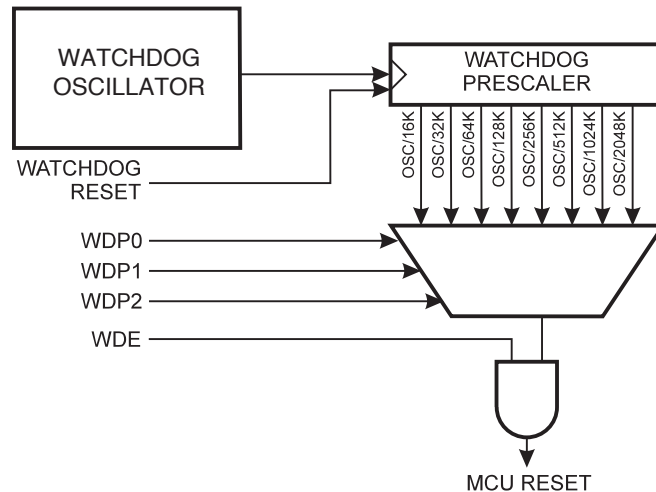 WATCHDOG
OSCILLATOR
WATCHDOG
PRESCALER
WATCHDOG
RESET
OSC/16K
OSC/32K
OSC/64K
OSC/128K
OSC/256K
OSC/512K
OSC/1024K
OSC/2048K
WDP0
WDP1
WDP2
WDE
MCU RESET